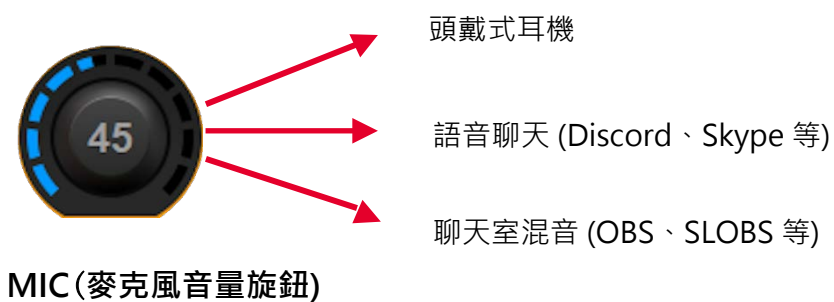 頭戴式耳機
45
語音聊天 (Discord、Skype 等)
聊天室混音 (OBS、SLOBS 等)
MIC(麥克風音量旋鈕)